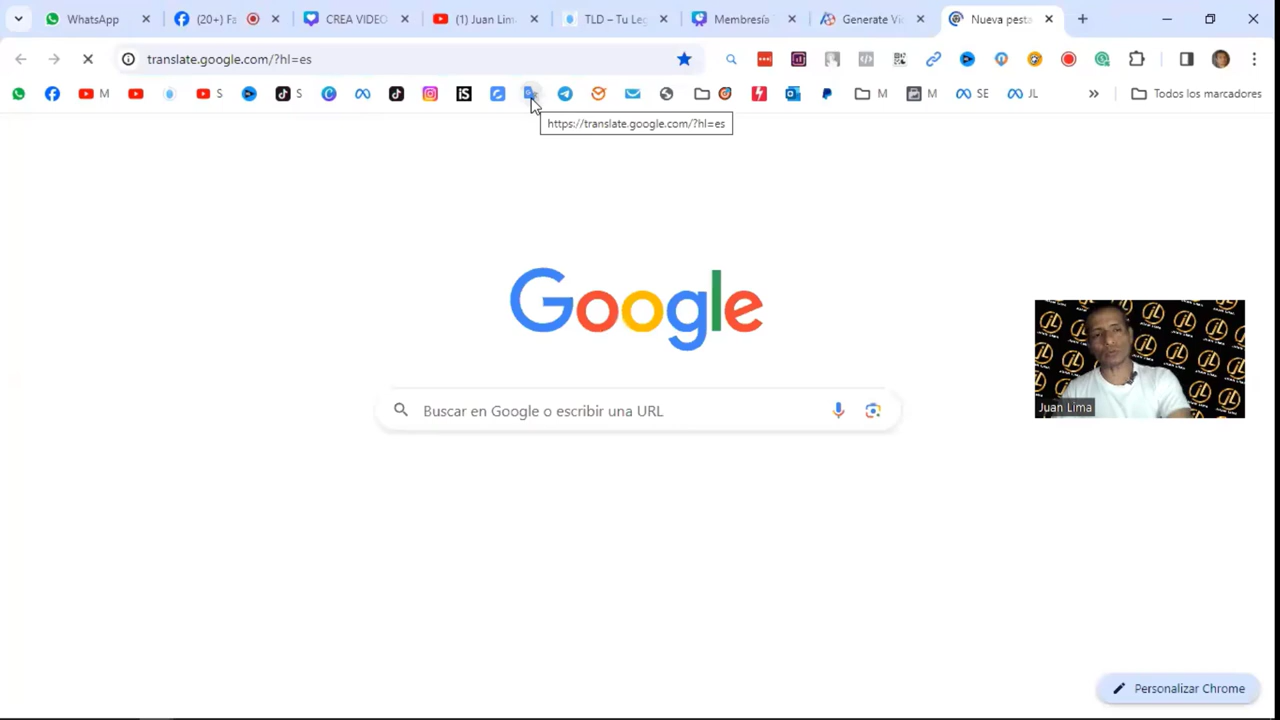 WhatsApp
(20+) Fa
CREA VIDEO
(1) Juan Lim
TLD – Tu Leg
Membresía
Generate Vi
Nueva pesta
translate.google.com/?hl=es
M
S
S
M
M
SE
JL
Todos los marcadores
https://translate.google.com/?hl=es
Google
Buscar en Google o escribir una URL
JL
Juan Lima
Personalizar Chrome